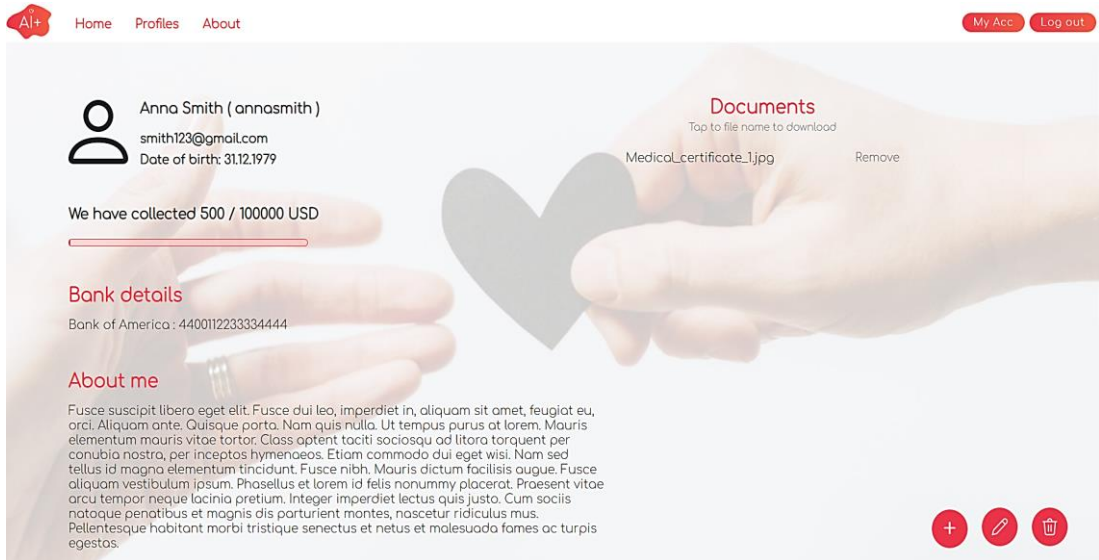 AI+
Home Profiles About
My Acc Log out
Anna Smith ( annasmith )
smith123@gmail.com
Date of birth: 31.12.1979
We have collected 500 / 100000 USD
Bank details
Bank of America : 4400112233334444
About me
Fusce suscipit libero eget elit. Fusce dui leo, imperdiet in, aliquam sit amet, feugiat eu,
orci. Aliquam ante. Quisque porta. Nam quis nulla. Ut tempus purus at lorem. Mauris
elementum mauris vitae tortor. Class aptent taciti sociosqu ad litora torquent per
conubia nostra, per inceptos hymenaeos. Etiam commodo dui eget wisi. Nam sed
tellus id magna elementum tincidunt. Fusce nibh. Mauris dictum facilisis augue. Fusce
aliquam vestibulum ipsum. Phasellus et lorem id felis nonummy placerat. Praesent vitae
arcu tempor neque lacinia pretium. Integer imperdiet lectus quis justo. Cum sociis
natoque penatibus et magnis dis parturient montes, nascetur ridiculus mus.
Pellentesque habitant morbi tristique senectus et netus et malesuada fames ac turpis
egestas.
Documents
Tap to file name to download
Medical_certificate_1.jpg Remove